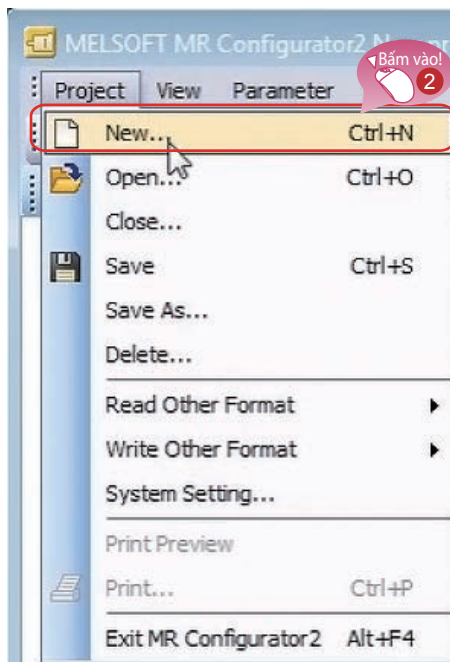 MELSOFT MR Configurator2 N
Bấm vào!
2
Project View Parameter
New... Ctrl+N
Open... Ctrl+O
Close...
Save Ctrl+S
Save As...
Delete...
Read Other Format
Write Other Format
System Setting...
Print Preview
Print... Ctrl+P
Exit MR Configurator2 Alt+F4